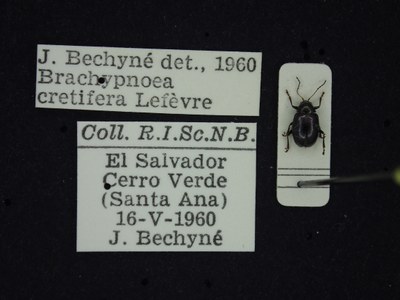 J. Bechyné det., 1960
Brachypnoea
cretifera Lefèvre
Coll. R.I.Sc.N.B.
El Salvador
Cerro Verde
(Santa Ana)
16-V-1960
J. Bechyné